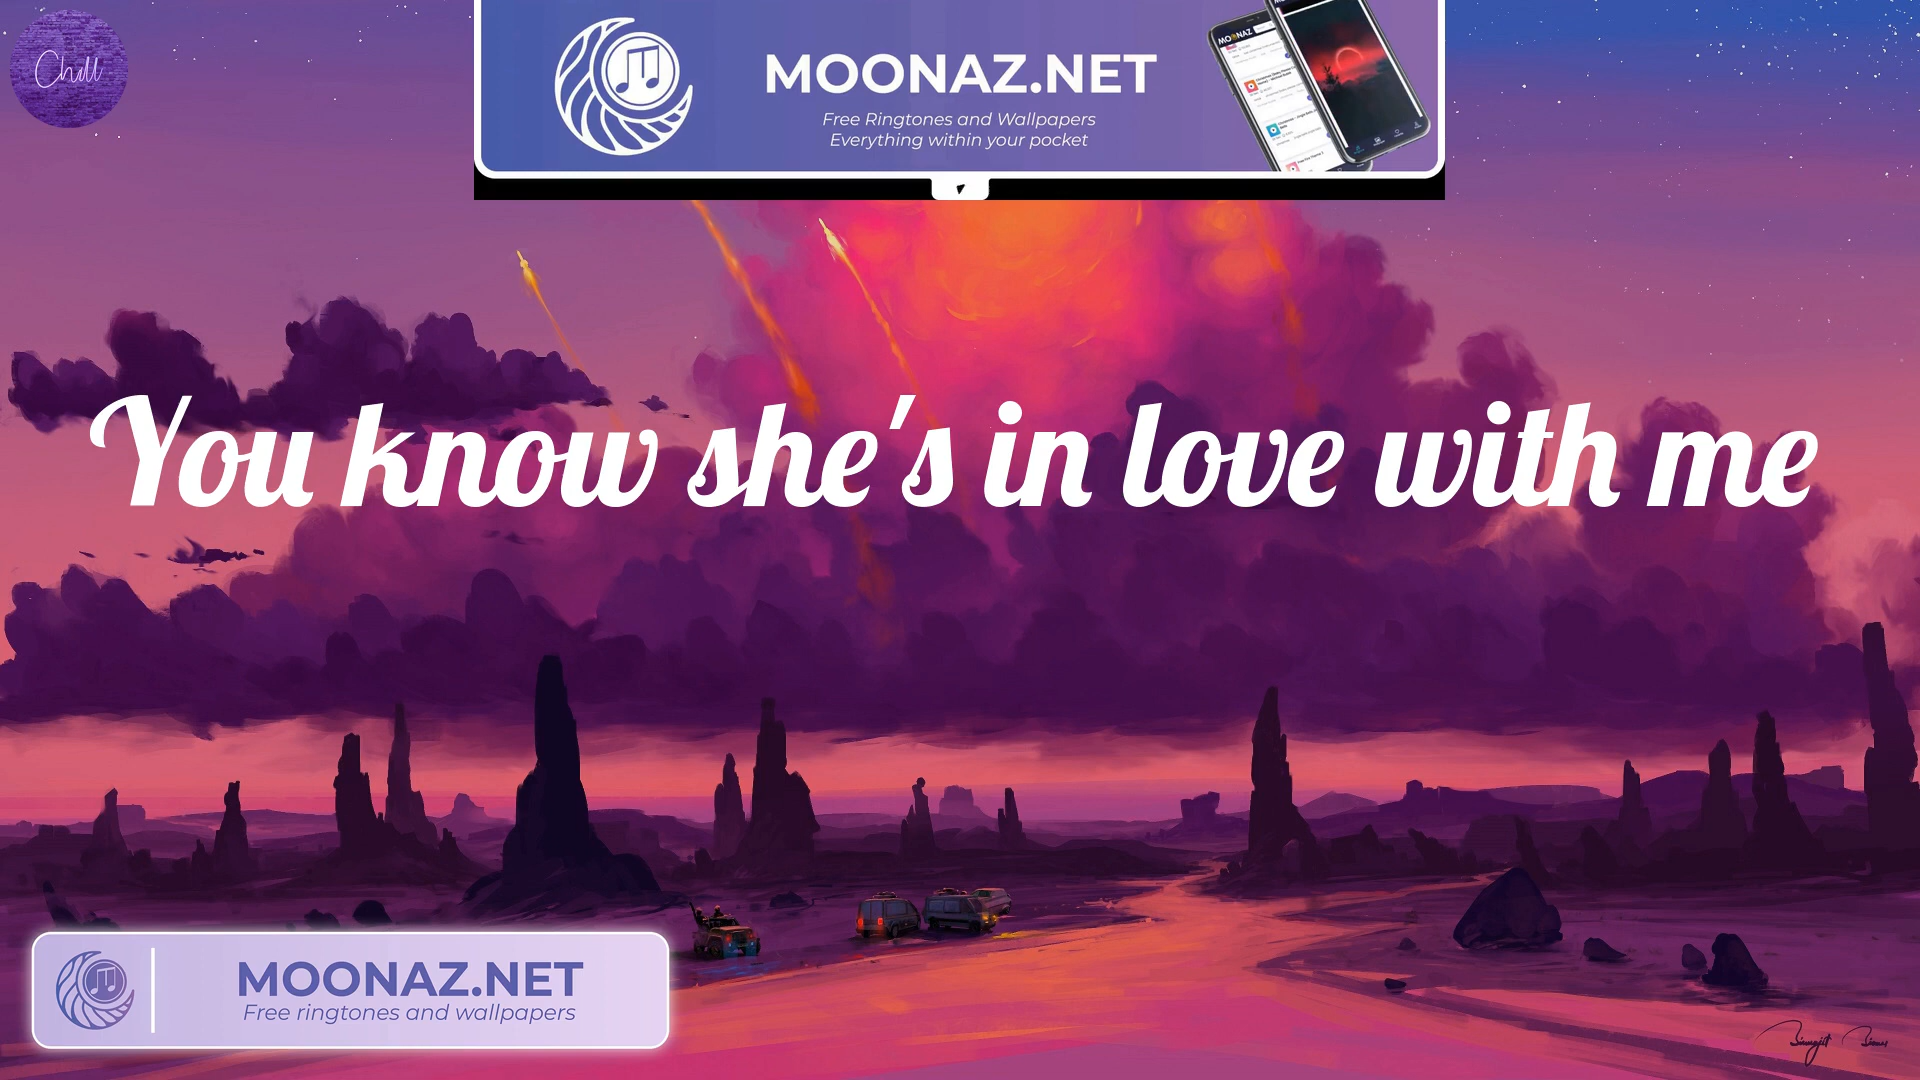 Chill
MOONAZ.NET
Free Ringtones and Wallpapers
Everything within your pocket
You know she's in love with me
MOONAZ.NET
Free ringtones and wallpapers